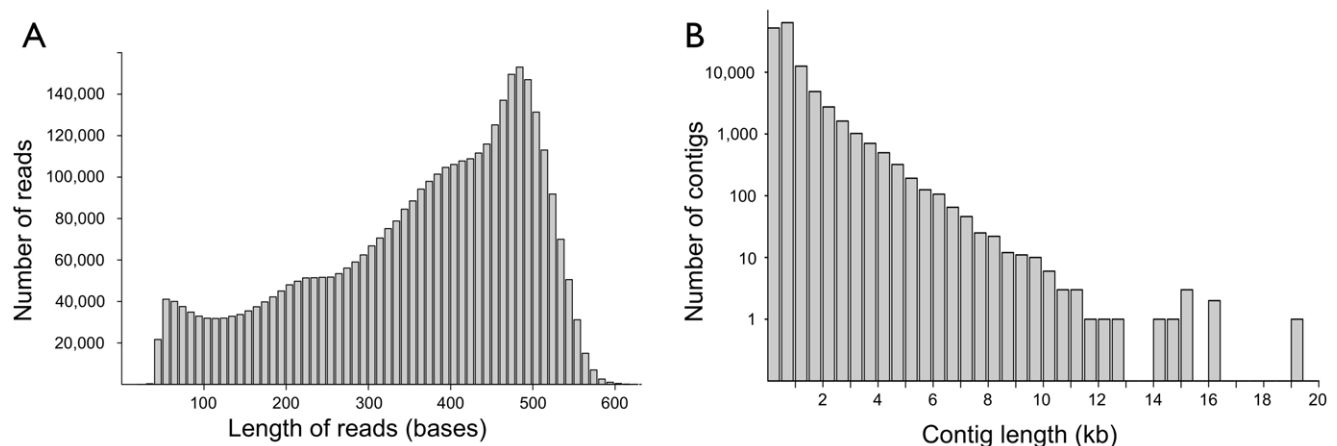 A
Number of reads
140,000
120,000
100,000
80,000
60,000
40,000
20,000
100 200 300 400 500 600
Length of reads (bases)
B
Number of contigs
10,000
1,000
100
10
1
2 4 6 8 10 12 14 16 18 20
Contig length (kb)